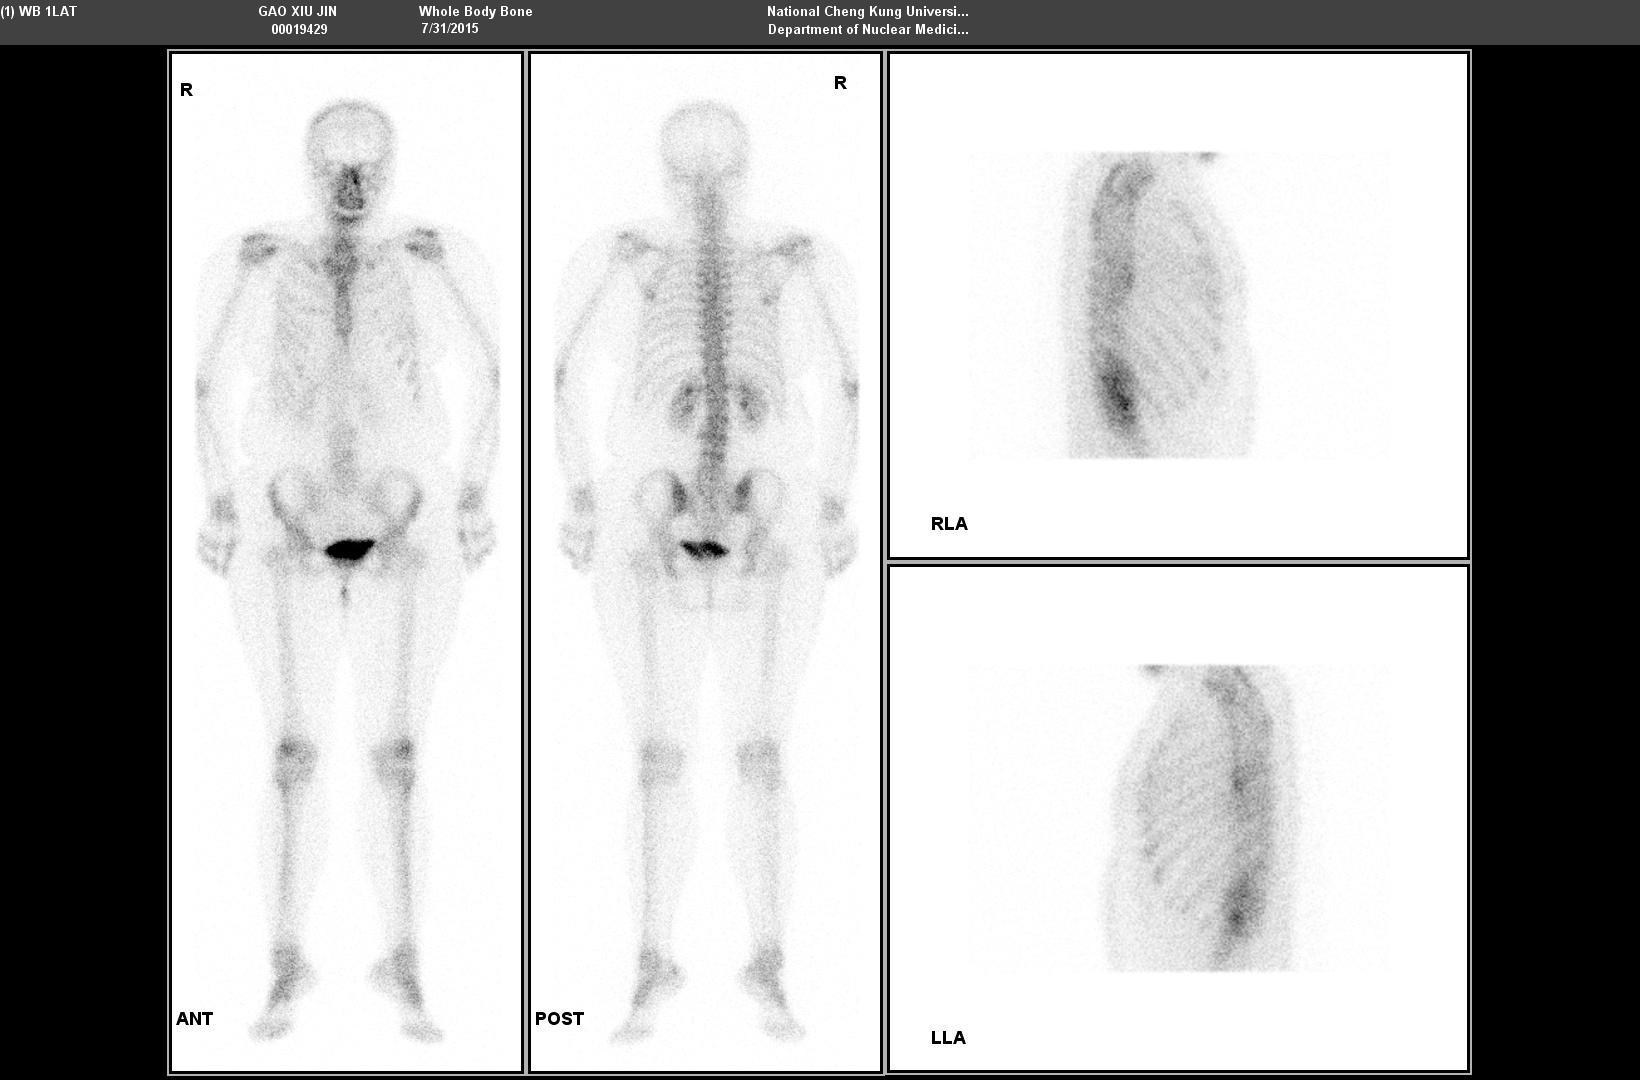 (1) WB 1LAT
GAO XIU JIN
00019429
Whole Body Bone
7/31/2015
National Cheng Kung Universi...
Department of Nuclear Medici...
R
R
ANT
POST
RLA
LLA